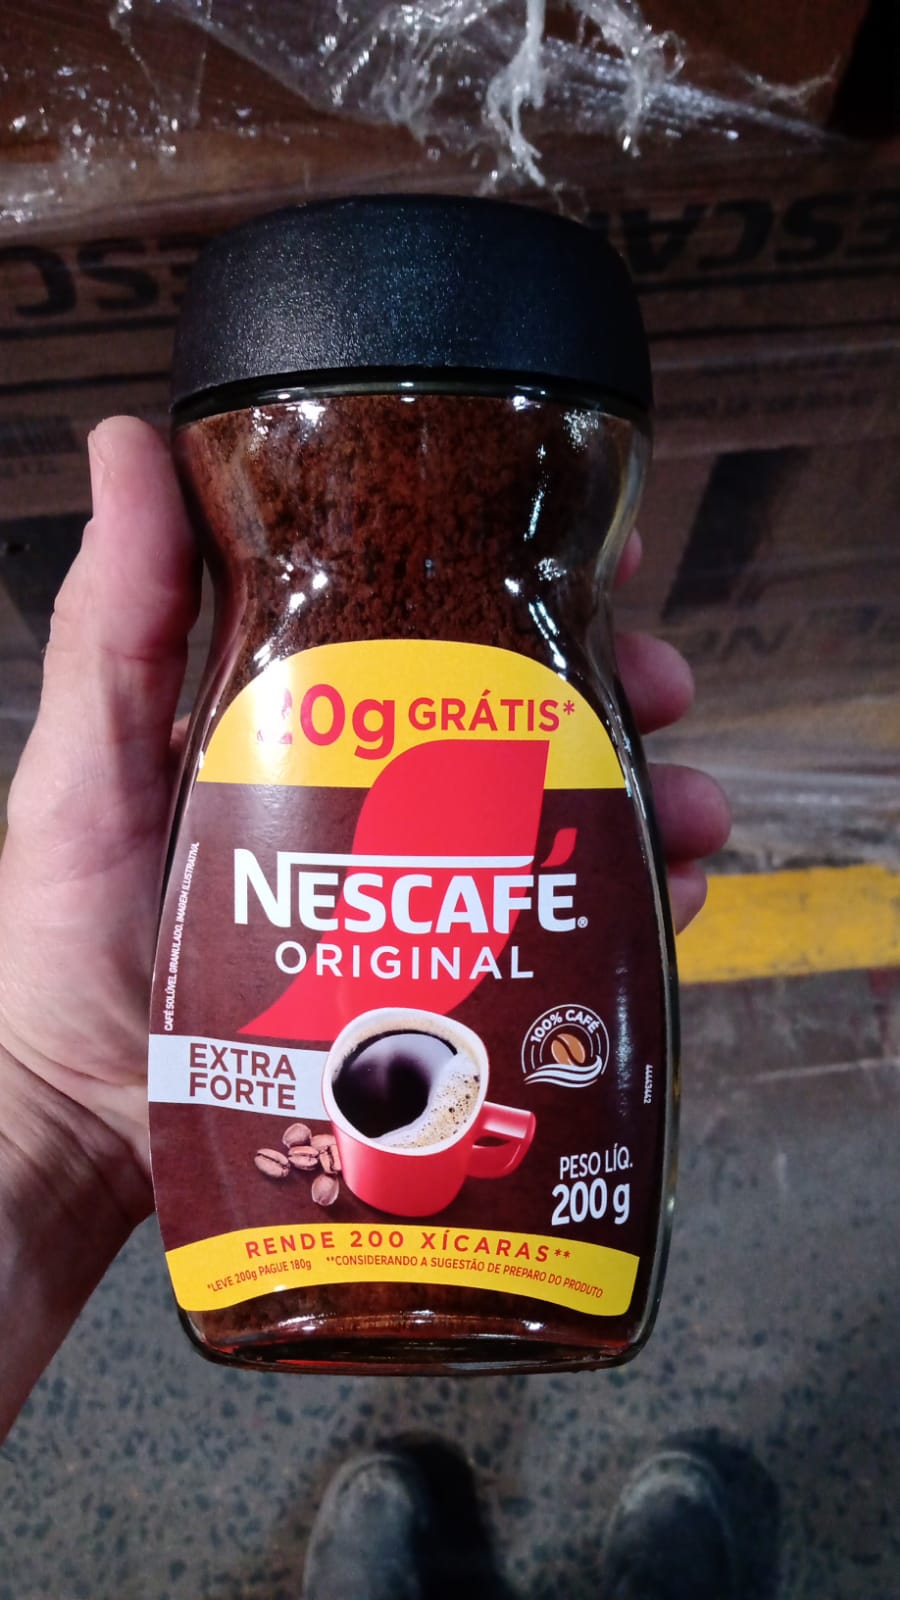 20g GRÁTIS*
NESCAFÉ®
ORIGINAL
CAFÉ SOLÚVEL GRANULADO. IMAGEM ILUSTRATIVA
EXTRA
FORTE
100% CAFÉ
PESO LÍQ.
200 g
RENDE 200 XÍCARAS**
*LEVE 200g PAGUE 180g **CONSIDERANDO A SUGESTÃO DE PREPARO DO PRODUTO